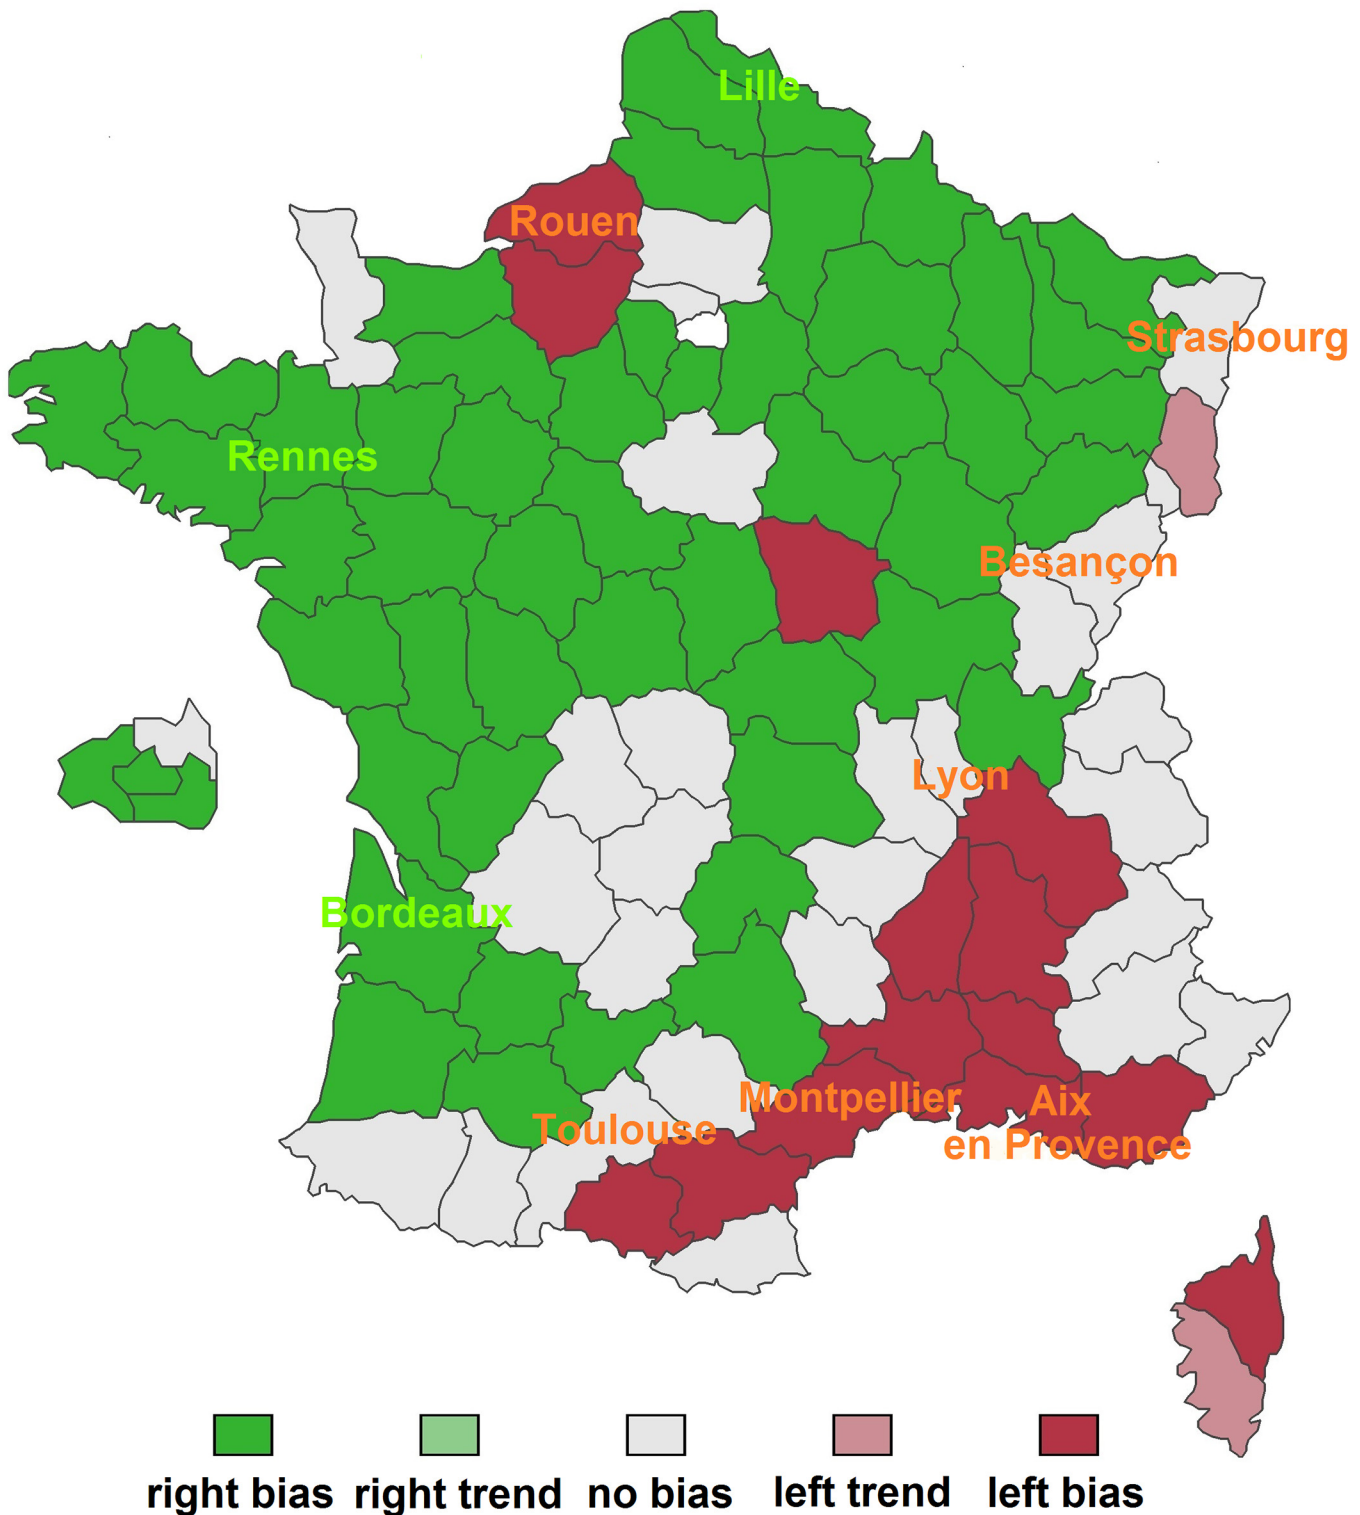 Lille
Rouen
Strasbourg
Rennes
Besançon
Lyon
Bordeaux
Montpellier
Aix
en Provence
Toulouse
right bias
right trend
no bias
left trend
left bias